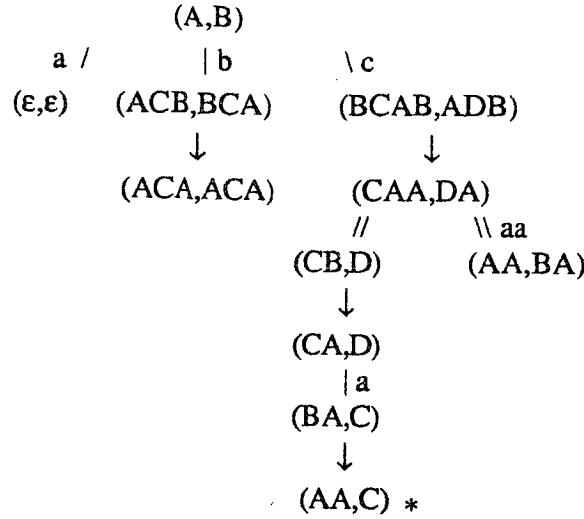 (A,B)
a / | b \ c
(ε,ε) (ACB,BCA) (BCAB,ADB)
↓ ↓
(ACA,ACA) (CAA,DA)
// \\ aa
(CB,D) (AA,BA)
↓
(CA,D)
| a
(BA,C)
↓
(AA,C) *